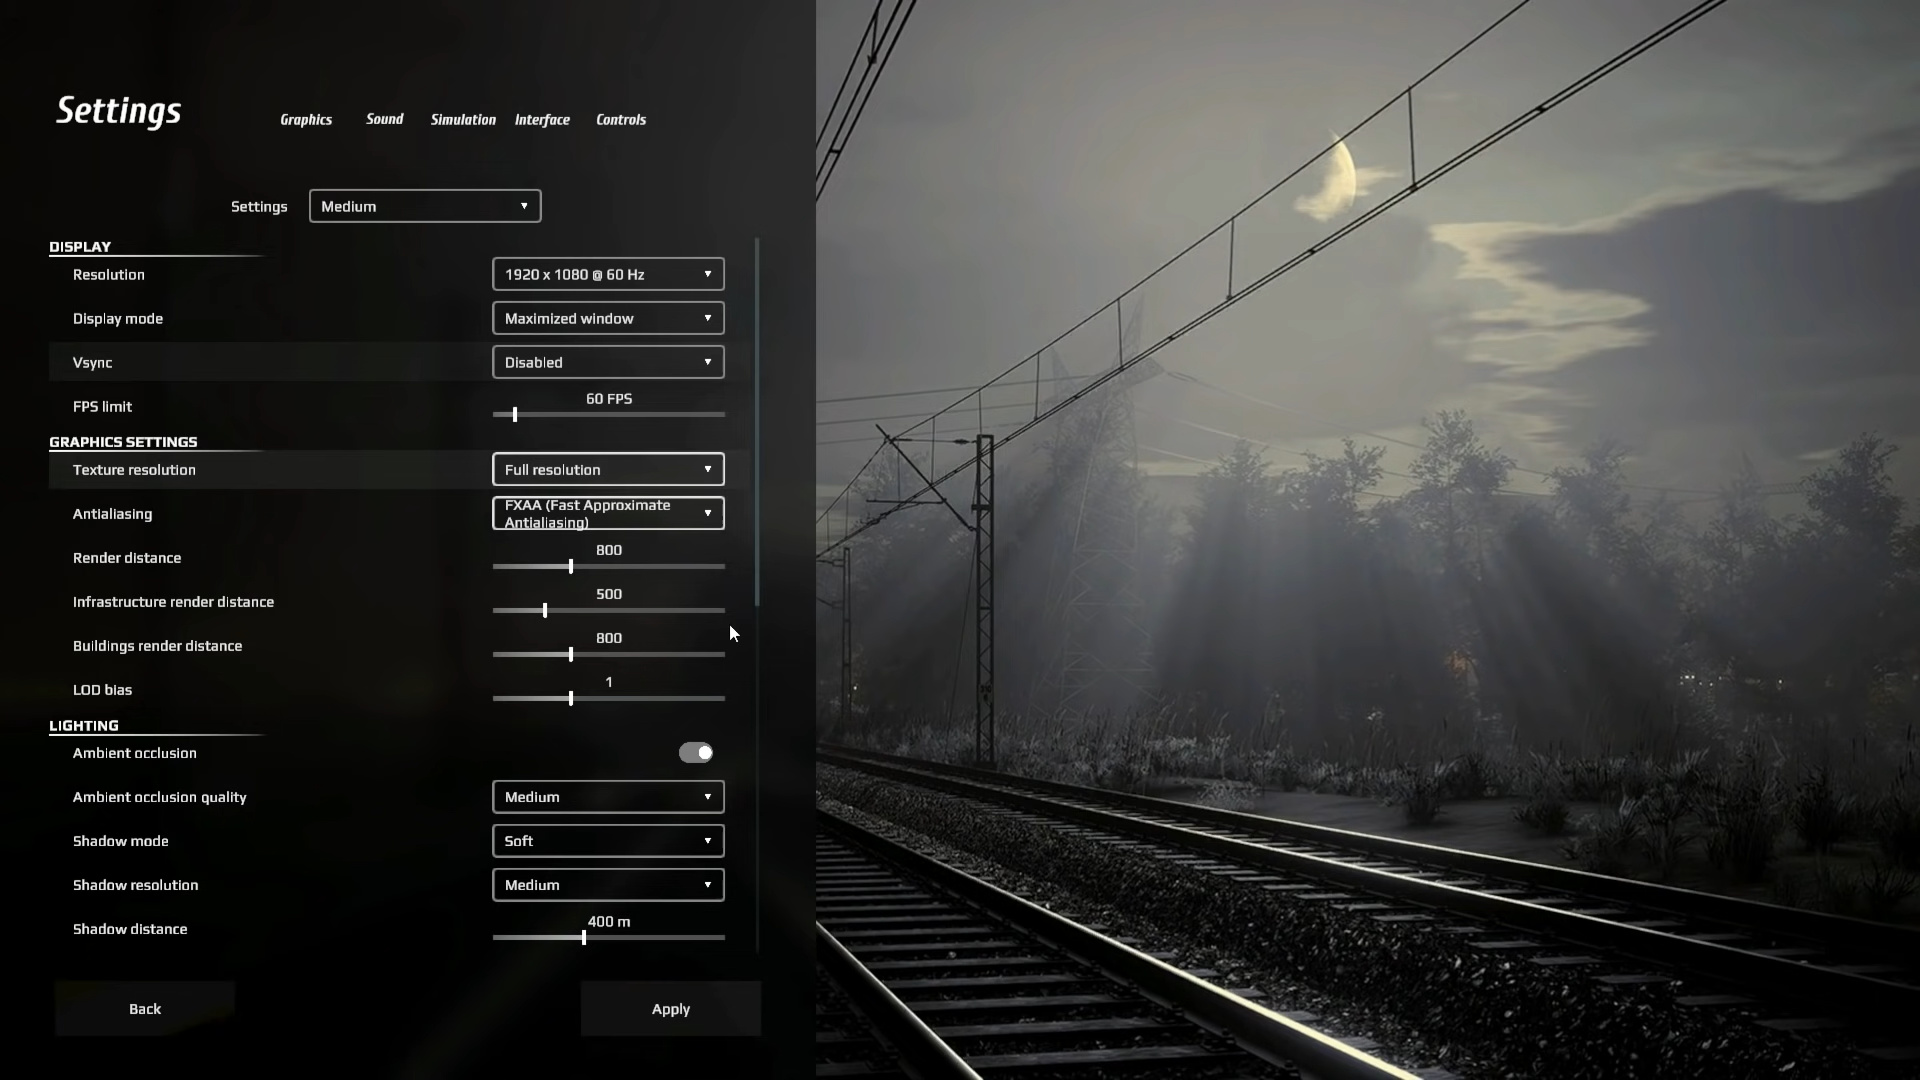 Settings
Graphics Sound Simulation Interface Controls
Settings Medium
DISPLAY
Resolution 1920 x 1080 @ 60 Hz
Display mode Maximized window
Vsync Disabled
FPS limit 60 FPS
GRAPHICS SETTINGS
Texture resolution Full resolution
Antialiasing FXAA (Fast Approximate
Antialiasing)
Render distance 800
Infrastructure render distance 500
Buildings render distance 800
LOD bias 1
LIGHTING
Ambient occlusion
Ambient occlusion quality Medium
Shadow mode Soft
Shadow resolution Medium
Shadow distance 400 m
Back Apply